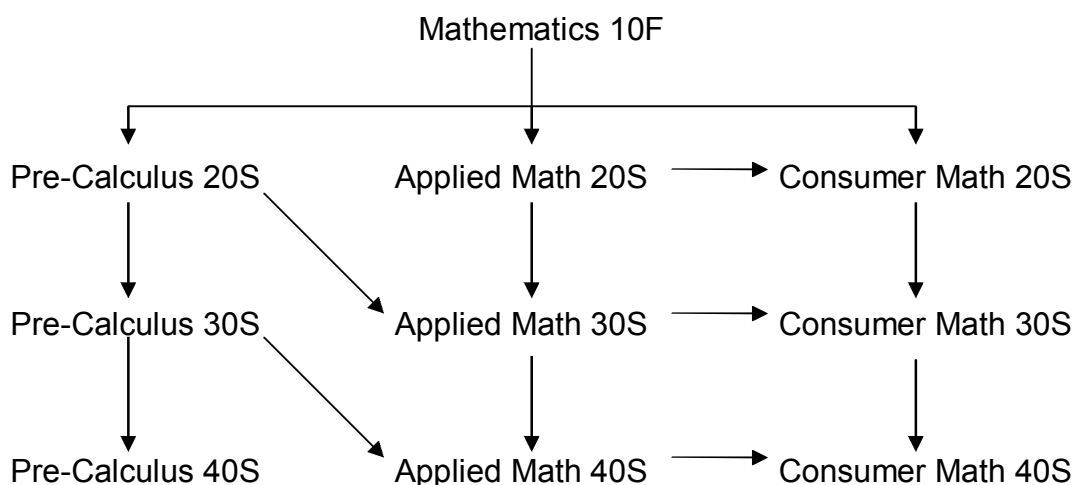 Mathematics 10F
Pre-Calculus 20S Applied Math 20S Consumer Math 20S
Pre-Calculus 30S Applied Math 30S Consumer Math 30S
Pre-Calculus 40S Applied Math 40S Consumer Math 40S